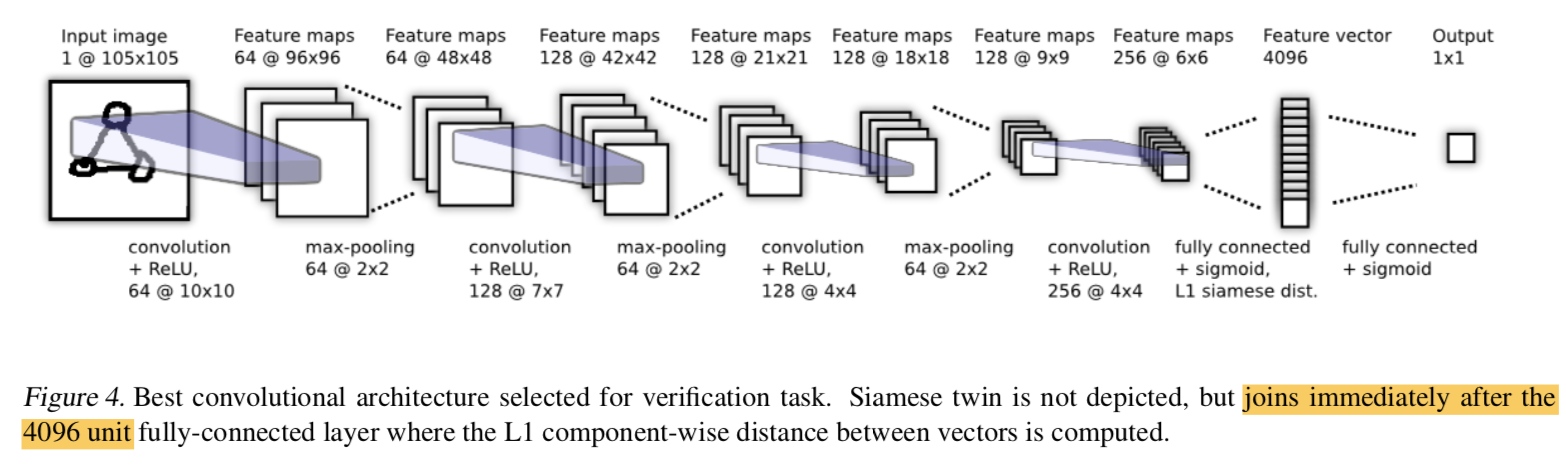 Input image
1 @ 105x105
Feature maps
64 @ 96x96
Feature maps
64 @ 48x48
Feature maps
128 @ 42x42
Feature maps
128 @ 21x21
Feature maps
128 @ 18x18
Feature maps
128 @ 9x9
Feature maps
256 @ 6x6
Feature vector
4096
Output
1x1
convolution
+ ReLU,
64 @ 10x10
max-pooling
64 @ 2x2
convolution
+ ReLU,
128 @ 7x7
max-pooling
64 @ 2x2
convolution
+ ReLU,
128 @ 4x4
max-pooling
64 @ 2x2
convolution
+ ReLU,
256 @ 4x4
fully connected
+ sigmoid,
L1 siamese dist.
fully connected
+ sigmoid
Figure 4. Best convolutional architecture selected for verification task. Siamese twin is not depicted, but joins immediately after the
4096 unit fully-connected layer where the L1 component-wise distance between vectors is computed.